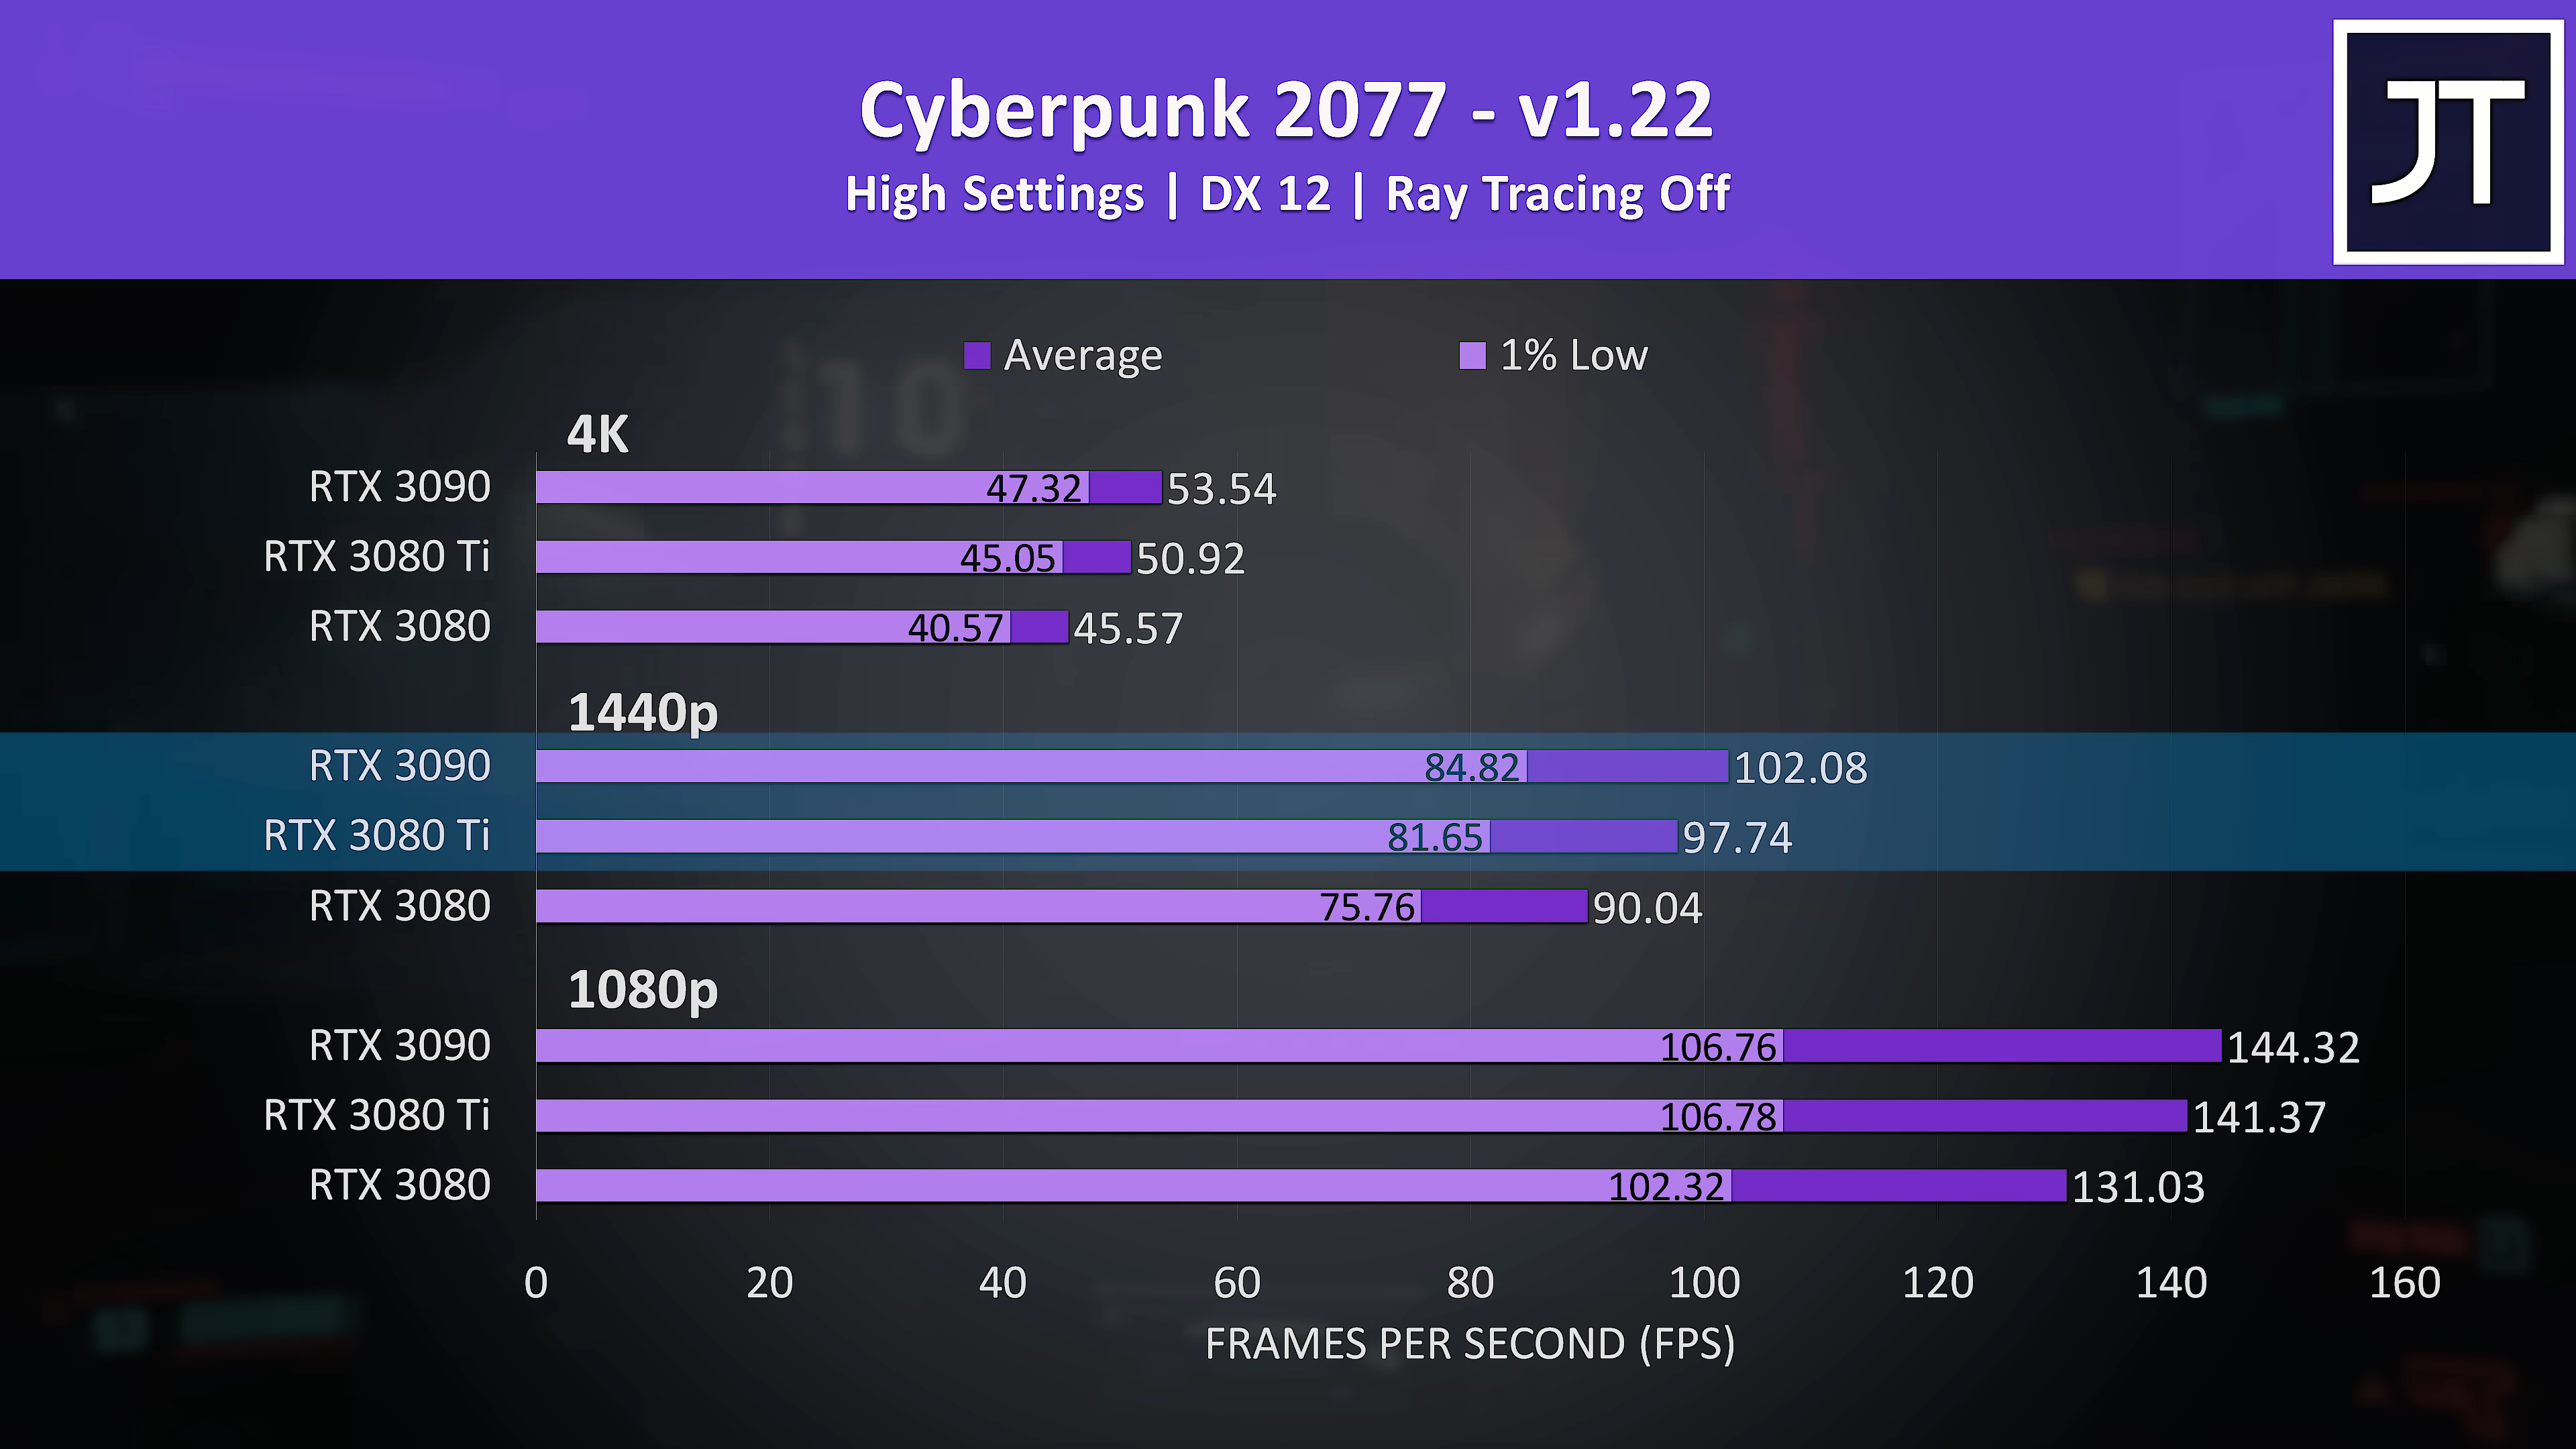 Cyberpunk 2077 - v1.22
High Settings | DX 12 | Ray Tracing Off
JT
Average 1% Low
4K
RTX 3090 47.32 53.54
RTX 3080 Ti 45.05 50.92
RTX 3080 40.57 45.57
1440p
RTX 3090 84.82 102.08
RTX 3080 Ti 81.65 97.74
RTX 3080 75.76 90.04
1080p
RTX 3090 106.76 144.32
RTX 3080 Ti 106.78 141.37
RTX 3080 102.32 131.03
0 20 40 60 80 100 120 140 160
FRAMES PER SECOND (FPS)